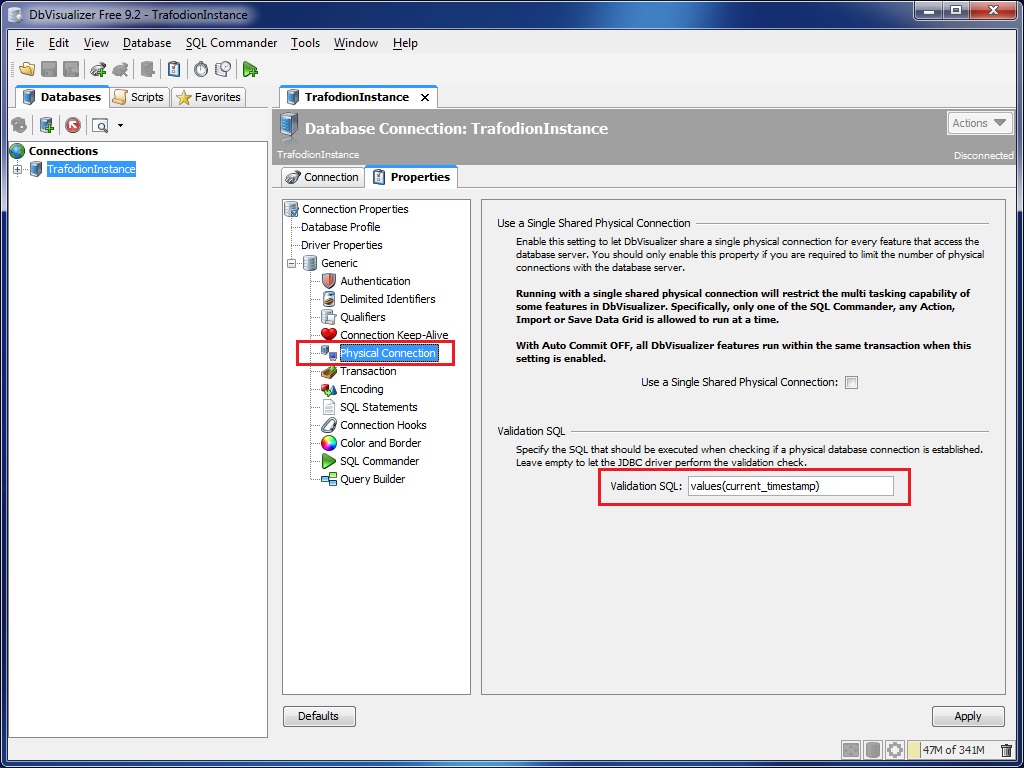 DbVisualizer Free 9.2 - TrafodionInstance
File Edit View Database SQL Commander Tools Window Help
Databases Scripts Favorites
Connections
TrafodionInstance
TrafodionInstance
Database Connection: TrafodionInstance
Actions
TrafodionInstance
Disconnected
Connection Properties
Connection Properties
Database Profile
Driver Properties
Generic
Authentication
Delimited Identifiers
Qualifiers
Connection Keep-Alive
Physical Connection
Transaction
Encoding
SQL Statements
Connection Hooks
Color and Border
SQL Commander
Query Builder
Use a Single Shared Physical Connection
Enable this setting to let DbVisualizer share a single physical connection for every feature that access the
database server. You should only enable this property if you are required to limit the number of physical
connections with the database server.
Running with a single shared physical connection will restrict the multi tasking capability of
some features in DbVisualizer. Specifically, only one of the SQL Commander, any Action,
Import or Save Data Grid is allowed to run at a time.
With Auto Commit OFF, all DbVisualizer features run within the same transaction when this
setting is enabled.
Use a Single Shared Physical Connection:
Validation SQL
Specify the SQL that should be executed when checking if a physical database connection is established.
Leave empty to let the JDBC driver perform the validation check.
Validation SQL: values(current_timestamp)
Defaults
Apply
47M of 341M